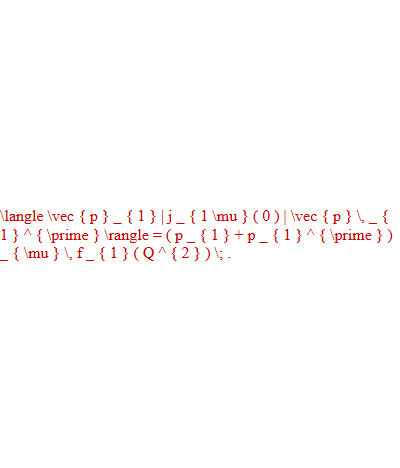 \langle \vec { p } _ { 1 } | j _ { 1 \mu } ( 0 ) | \vec { p } \, _ {
1 } ^ { \prime } \rangle = ( p _ { 1 } + p _ { 1 } ^ { \prime } )
_ { \mu } \, f _ { 1 } ( Q ^ { 2 } ) \; .